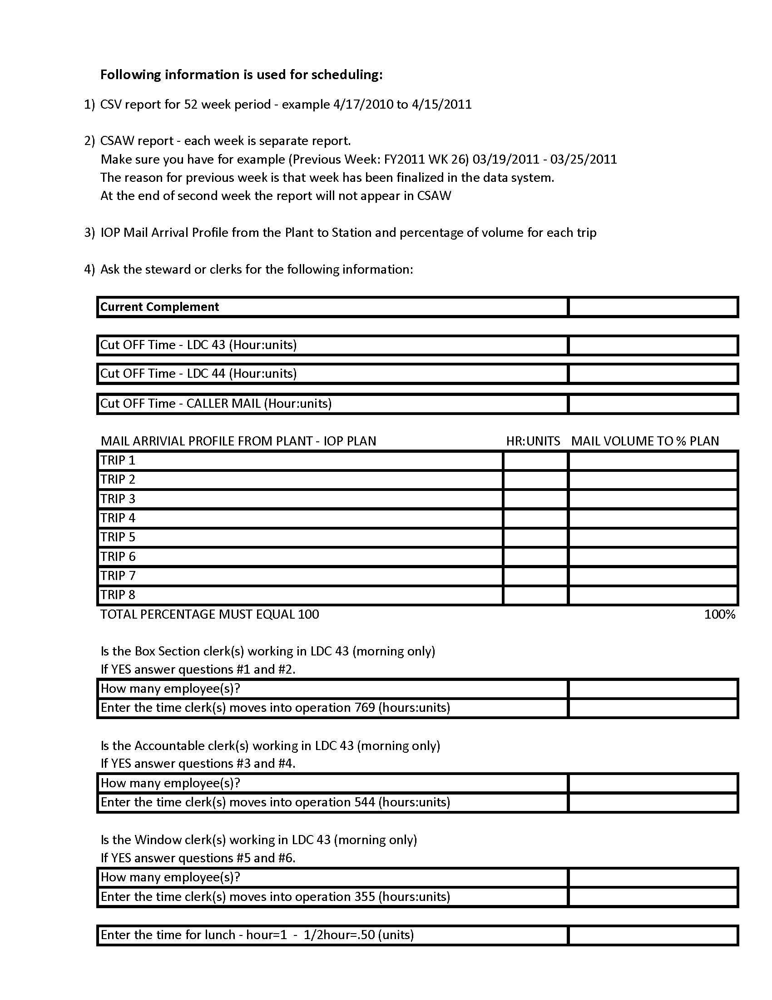 Following information is used for scheduling:
1) CSV report for 52 week period - example 4/17/2010 to 4/15/2011
2) CSAW report - each week is separate report.
Make sure you have for example (Previous Week: FY2011 WK 26) 03/19/2011 - 03/25/2011
The reason for previous week is that week has been finalized in the data system.
At the end of second week the report will not appear in CSAW
3) IOP Mail Arrival Profile from the Plant to Station and percentage of volume for each trip
4) Ask the steward or clerks for the following information:
Current Complement
Cut OFF Time - LDC 43 (Hour:units)
Cut OFF Time - LDC 44 (Hour:units)
Cut OFF Time - CALLER MAIL (Hour:units)
MAIL ARRIVIAL PROFILE FROM PLANT - IOP PLAN HR:UNITS MAIL VOLUME TO % PLAN
TRIP 1
TRIP 2
TRIP 3
TRIP 4
TRIP 5
TRIP 6
TRIP 7
TRIP 8
TOTAL PERCENTAGE MUST EQUAL 100 100%
Is the Box Section clerk(s) working in LDC 43 (morning only)
If YES answer questions #1 and #2.
How many employee(s)?
Enter the time clerk(s) moves into operation 769 (hours:units)
Is the Accountable clerk(s) working in LDC 43 (morning only)
If YES answer questions #3 and #4.
How many employee(s)?
Enter the time clerk(s) moves into operation 544 (hours:units)
Is the Window clerk(s) working in LDC 43 (morning only)
If YES answer questions #5 and #6.
How many employee(s)?
Enter the time clerk(s) moves into operation 355 (hours:units)
Enter the time for lunch - hour=1 - 1/2hour=.50 (units)